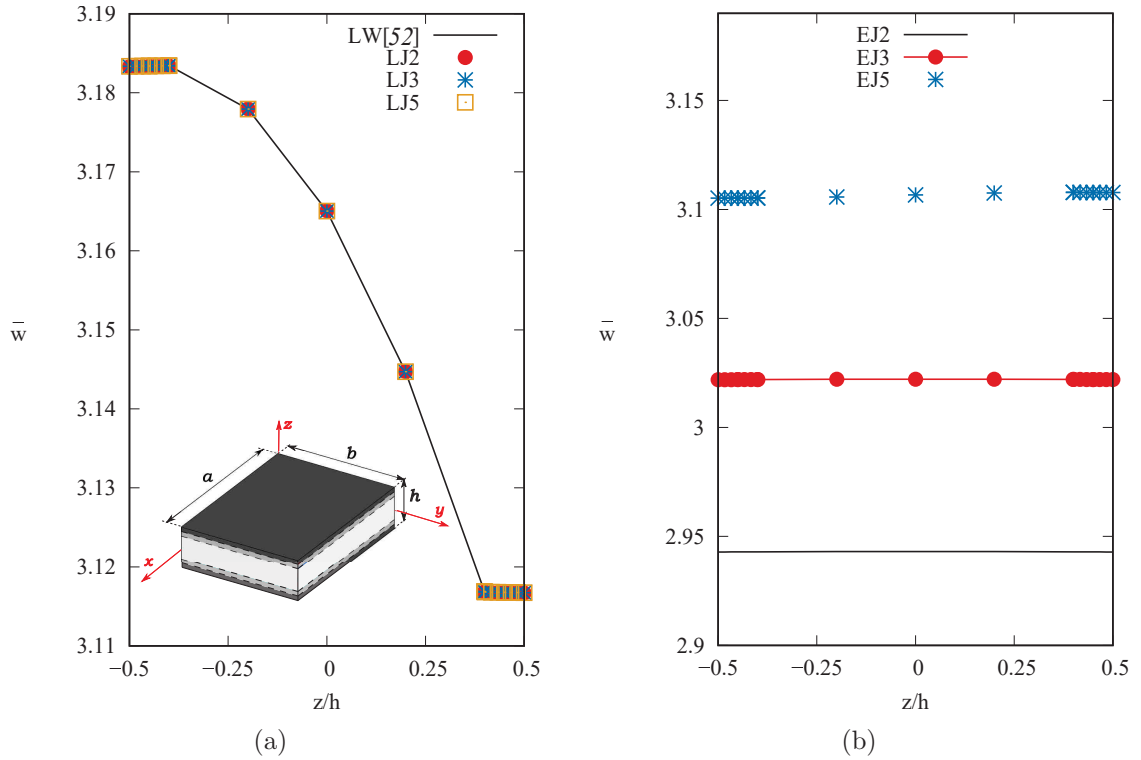 3.19
3.18
3.17
3.16
3.15
3.14
3.13
3.12
3.11
−0.5
−0.25
0
0.25
0.5
w̅
z/h
LW[52]
LJ2
LJ3
LJ5
z
a
b
h
y
x
(a)
3.15
3.1
3.05
3
2.95
2.9
−0.5
−0.25
0
0.25
0.5
w̅
z/h
EJ2
EJ3
EJ5
(b)